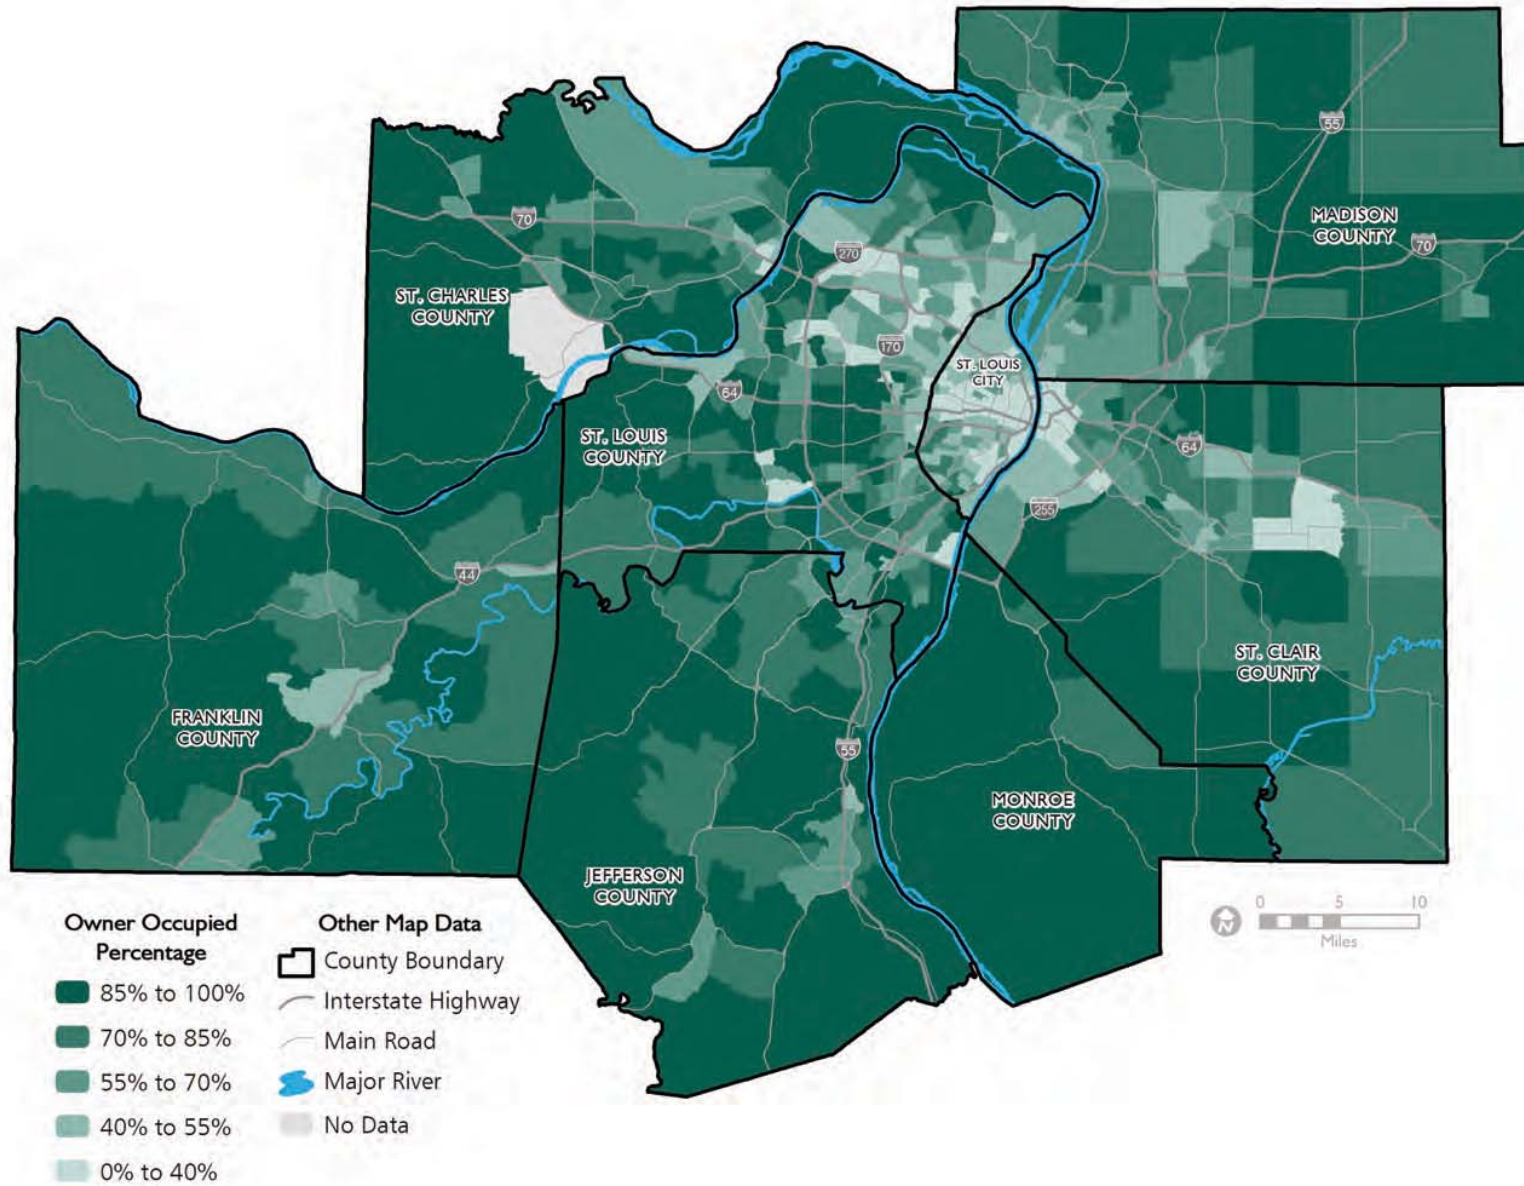 55
MADISON
COUNTY
70
70
270
ST. CHARLES
COUNTY
170
ST. LOUIS
CITY
64
ST. LOUIS
COUNTY
64
255
44
ST. CLAIR
COUNTY
FRANKLIN
COUNTY
55
MONROE
COUNTY
JEFFERSON
COUNTY
Owner Occupied
Percentage
85% to 100%
70% to 85%
55% to 70%
40% to 55%
0% to 40%
Other Map Data
County Boundary
Interstate Highway
Main Road
Major River
No Data
N
0 5 10
Miles